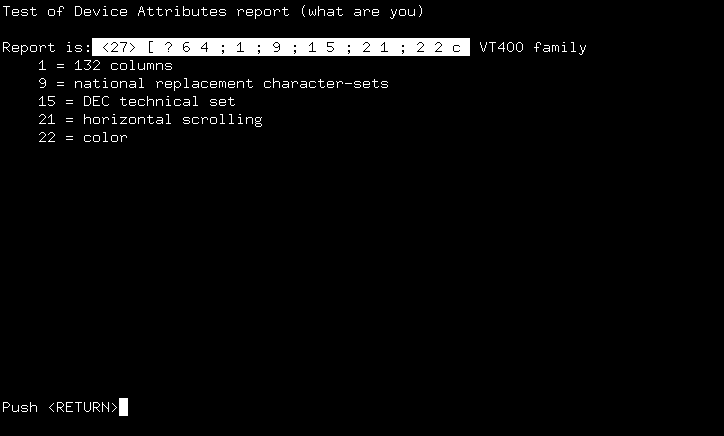 Test of Device Attributes report (what are you)
Report is: <27> [ ? 6 4 ; 1 ; 9 ; 1 5 ; 2 1 ; 2 2 c  VT400 family
1 = 132 columns
9 = national replacement character-sets
15 = DEC technical set
21 = horizontal scrolling
22 = color
Push <RETURN>